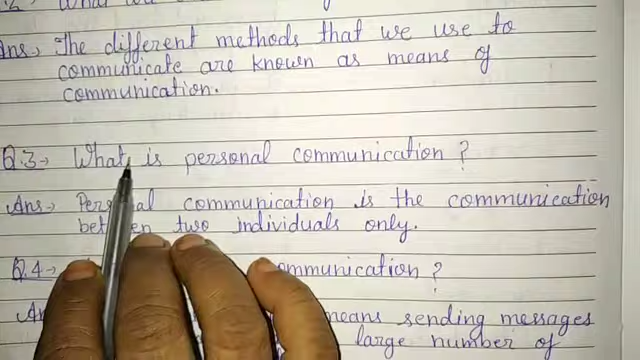 Ans, The different methods that we use to
communicate are known as means of
communication.
Q.3→ What is personal communication ?
Ans: Personal communication is the communication
between two individuals only.
Q.4→ communication ?
means sending messages
large number of